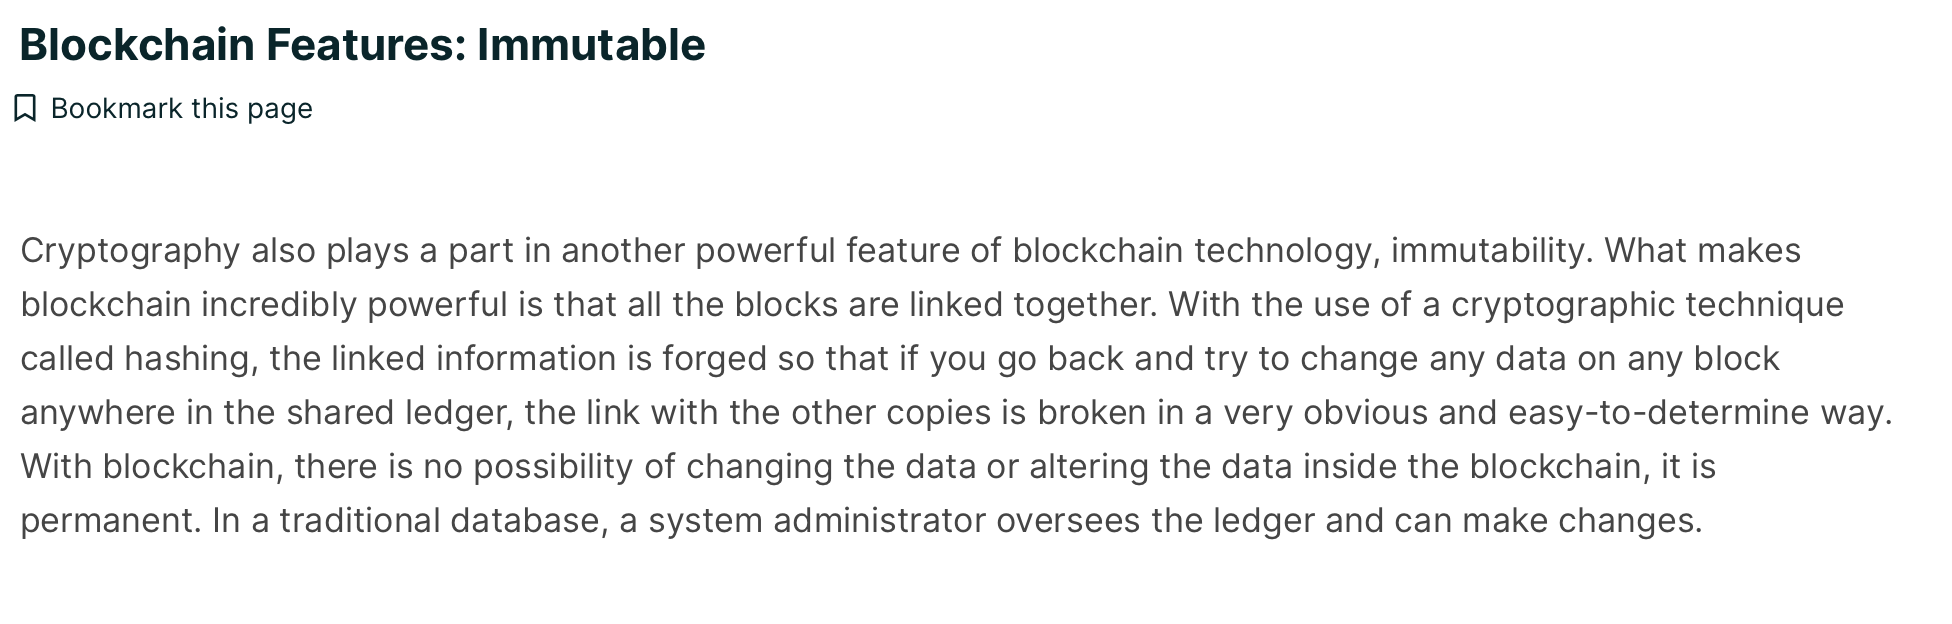 Blockchain Features: Immutable
Bookmark this page
Cryptography also plays a part in another powerful feature of blockchain technology, immutability. What makes
blockchain incredibly powerful is that all the blocks are linked together. With the use of a cryptographic technique
called hashing, the linked information is forged so that if you go back and try to change any data on any block
anywhere in the shared ledger, the link with the other copies is broken in a very obvious and easy-to-determine way.
With blockchain, there is no possibility of changing the data or altering the data inside the blockchain, it is
permanent. In a traditional database, a system administrator oversees the ledger and can make changes.